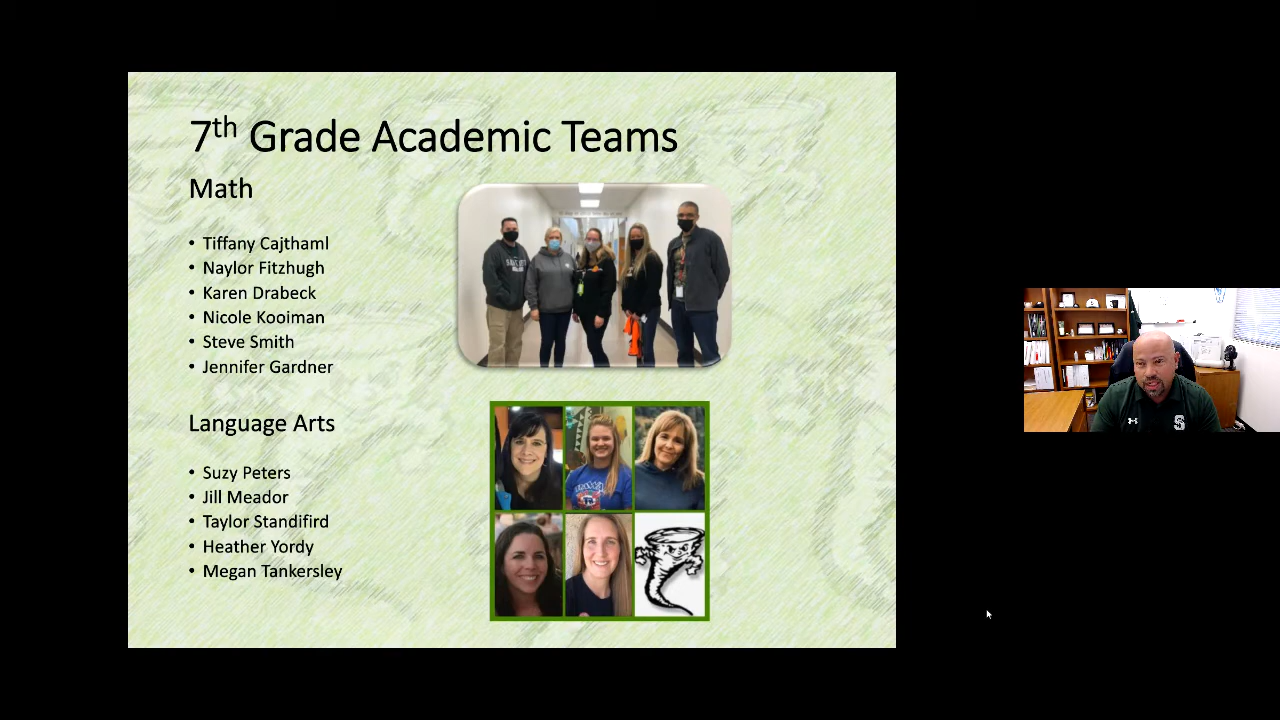 7th Grade Academic Teams
Math
• Tiffany Cajthaml
• Naylor Fitzhugh
• Karen Drabeck
• Nicole Kooiman
• Steve Smith
• Jennifer Gardner
Language Arts
• Suzy Peters
• Jill Meador
• Taylor Standifird
• Heather Yordy
• Megan Tankersley
S